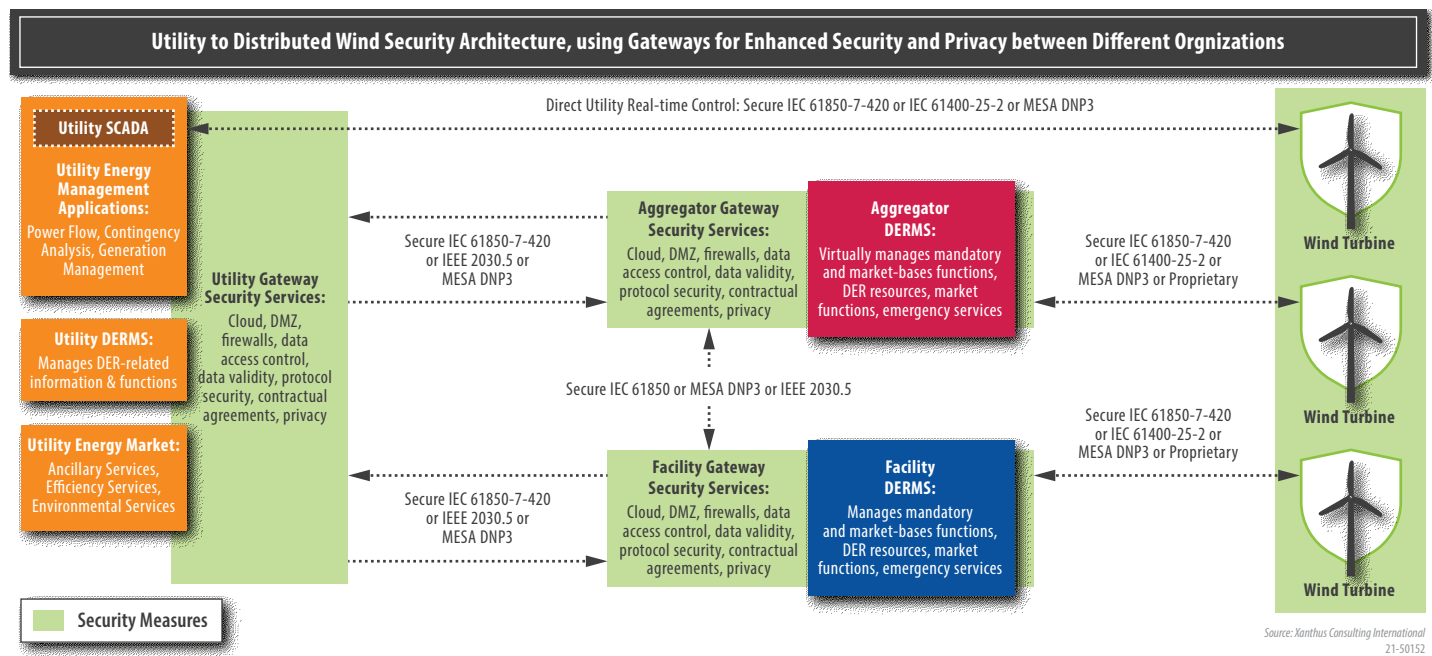 Utility to Distributed Wind Security Architecture, using Gateways for Enhanced Security and Privacy between Different Orgnizations
Direct Utility Real-time Control: Secure IEC 61850-7-420 or IEC 61400-25-2 or MESA DNP3
Utility SCADA
Utility Energy
Management
Applications:
Power Flow, Contingency
Analysis, Generation
Management
Utility DERMS:
Manages DER-related
information & functions
Utility Energy Market:
Ancillary Services,
Efficiency Services,
Environmental Services
Utility Gateway
Security Services:
Cloud, DMZ,
firewalls, data
access control,
data validity, protocol
security, contractual
agreements, privacy
Secure IEC 61850-7-420
or IEEE 2030.5 or
MESA DNP3
Aggregator Gateway
Security Services:
Cloud, DMZ, firewalls, data
access control, data validity,
protocol security, contractual
agreements, privacy
Aggregator
DERMS:
Virtually manages mandatory
and market-bases functions,
DER resources, market
functions, emergency services
Secure IEC 61850-7-420
or IEC 61400-25-2 or
MESA DNP3 or Proprietary
Wind Turbine
Secure IEC 61850 or MESA DNP3 or IEEE 2030.5
Wind Turbine
Secure IEC 61850-7-420
or IEEE 2030.5 or
MESA DNP3
Facility Gateway
Security Services:
Cloud, DMZ, firewalls, data
access control, data validity,
protocol security, contractual
agreements, privacy
Facility
DERMS:
Manages mandatory
and market-bases functions,
DER resources, market
functions, emergency services
Secure IEC 61850-7-420
or IEC 61400-25-2 or
MESA DNP3 or Proprietary
Wind Turbine
Security Measures
Source: Xanthus Consulting International
21-50152